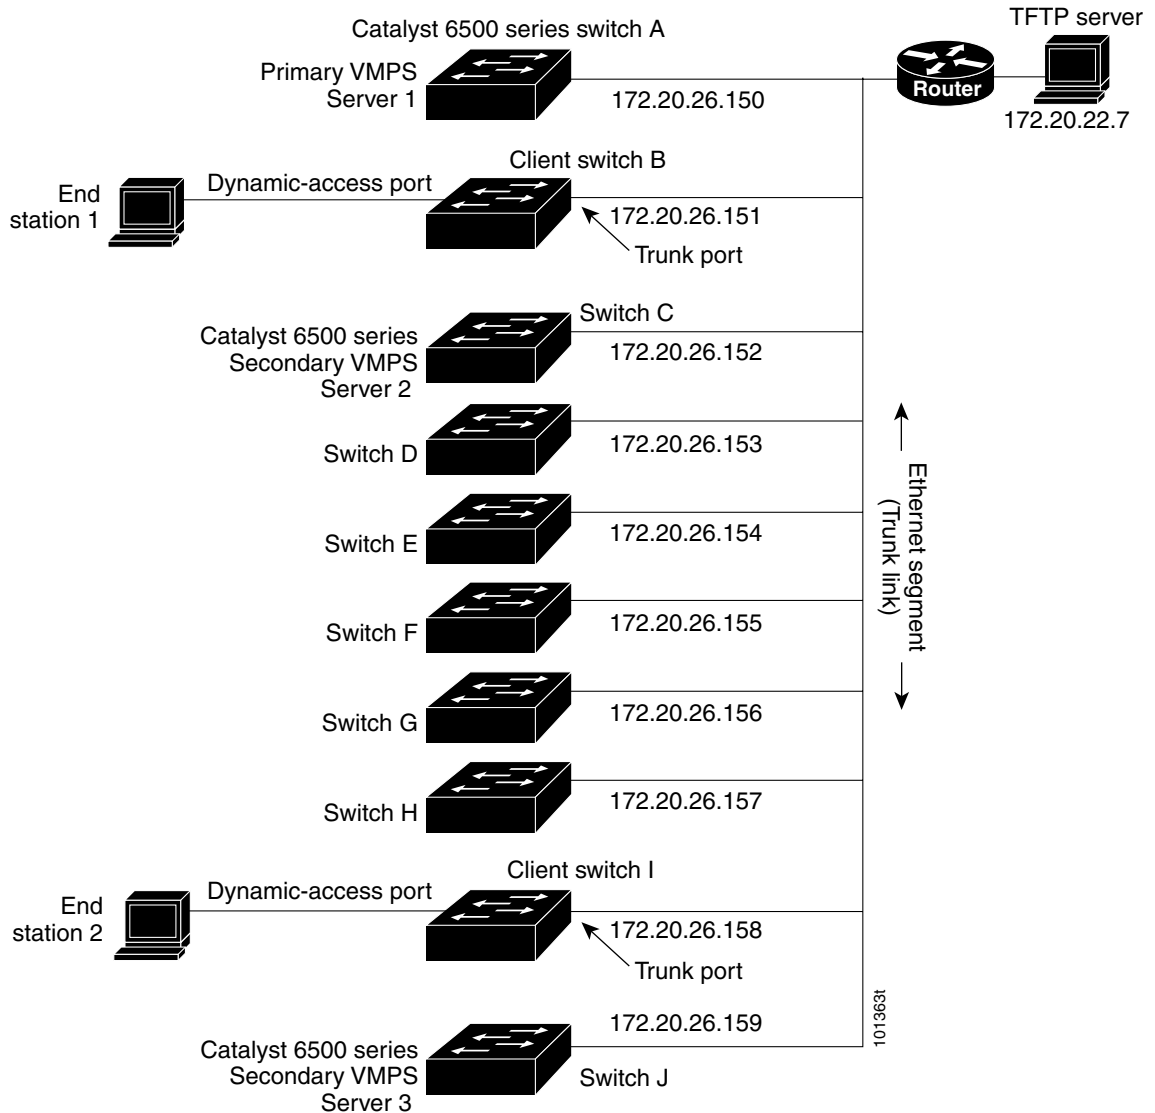 TFTP server
Catalyst 6500 series switch A
Primary VMPS
Server 1
172.20.26.150
Router
172.20.22.7
Client switch B
End
station 1
Dynamic-access port
172.20.26.151
Trunk port
Switch C
Catalyst 6500 series
Secondary VMPS
Server 2
172.20.26.152
Switch D
172.20.26.153
Switch E
172.20.26.154
Ethernet segment
(Trunk link)
Switch F
172.20.26.155
Switch G
172.20.26.156
Switch H
172.20.26.157
Client switch I
End
station 2
Dynamic-access port
172.20.26.158
Trunk port
172.20.26.159
Catalyst 6500 series
Secondary VMPS
Server 3
Switch J
101363t